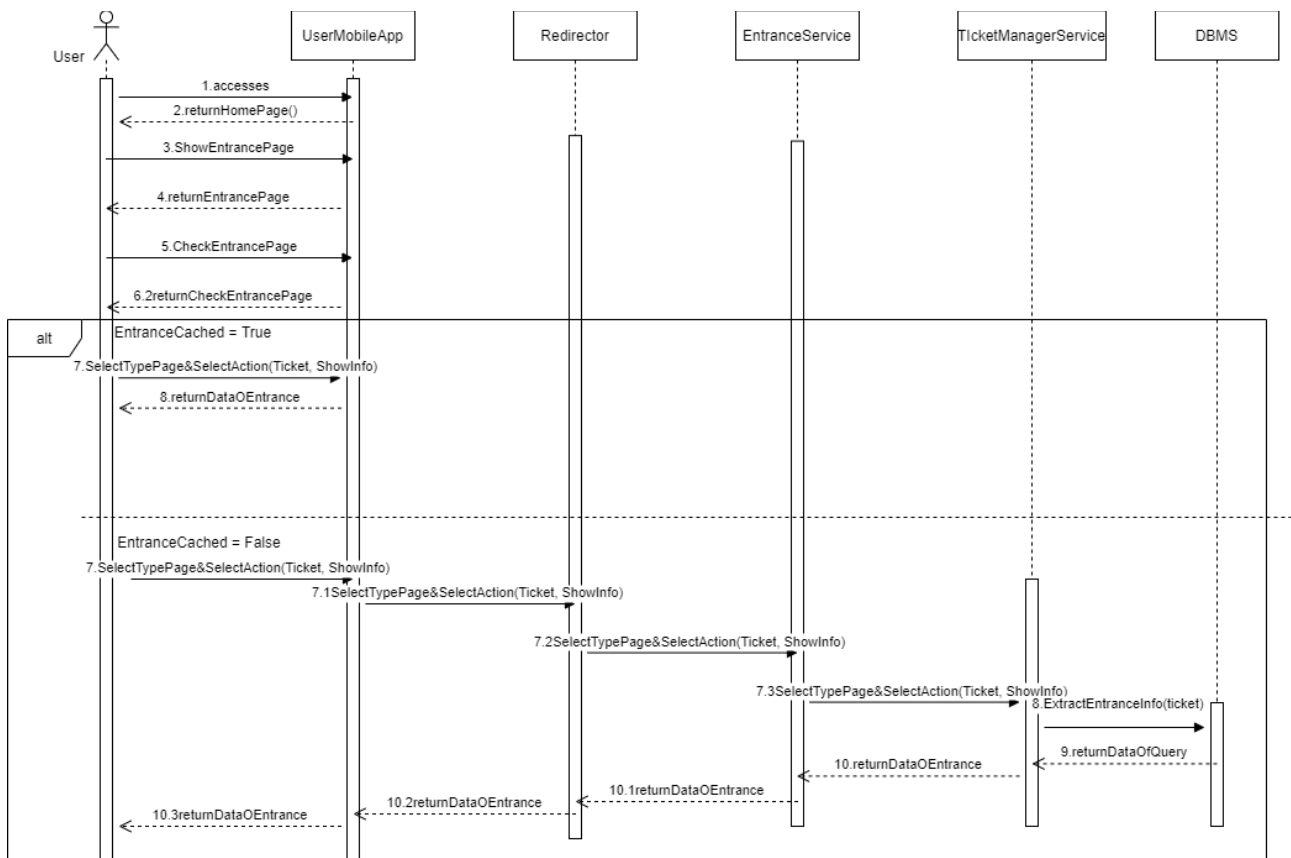 User
UserMobileApp
Redirector
EntranceService
TIcketManagerService
DBMS
1.accesses
2.returnHomePage()
3.ShowEntrancePage
4.returnEntrancePage
5.CheckEntrancePage
6.2returnCheckEntrancePage
alt
EntranceCached = True
7.SelectTypePage&SelectAction(Ticket, ShowInfo)
8.returnDataOEntrance
EntranceCached = False
7.SelectTypePage&SelectAction(Ticket, ShowInfo)
7.1SelectTypePage&SelectAction(Ticket, ShowInfo)
7.2SelectTypePage&SelectAction(Ticket, ShowInfo)
7.3SelectTypePage&SelectAction(Ticket, ShowInfo)
8.ExtractEntranceInfo(ticket)
9.returnDataOfQuery
10.returnDataOEntrance
10.1returnDataOEntrance
10.2returnDataOEntrance
10.3returnDataOEntrance